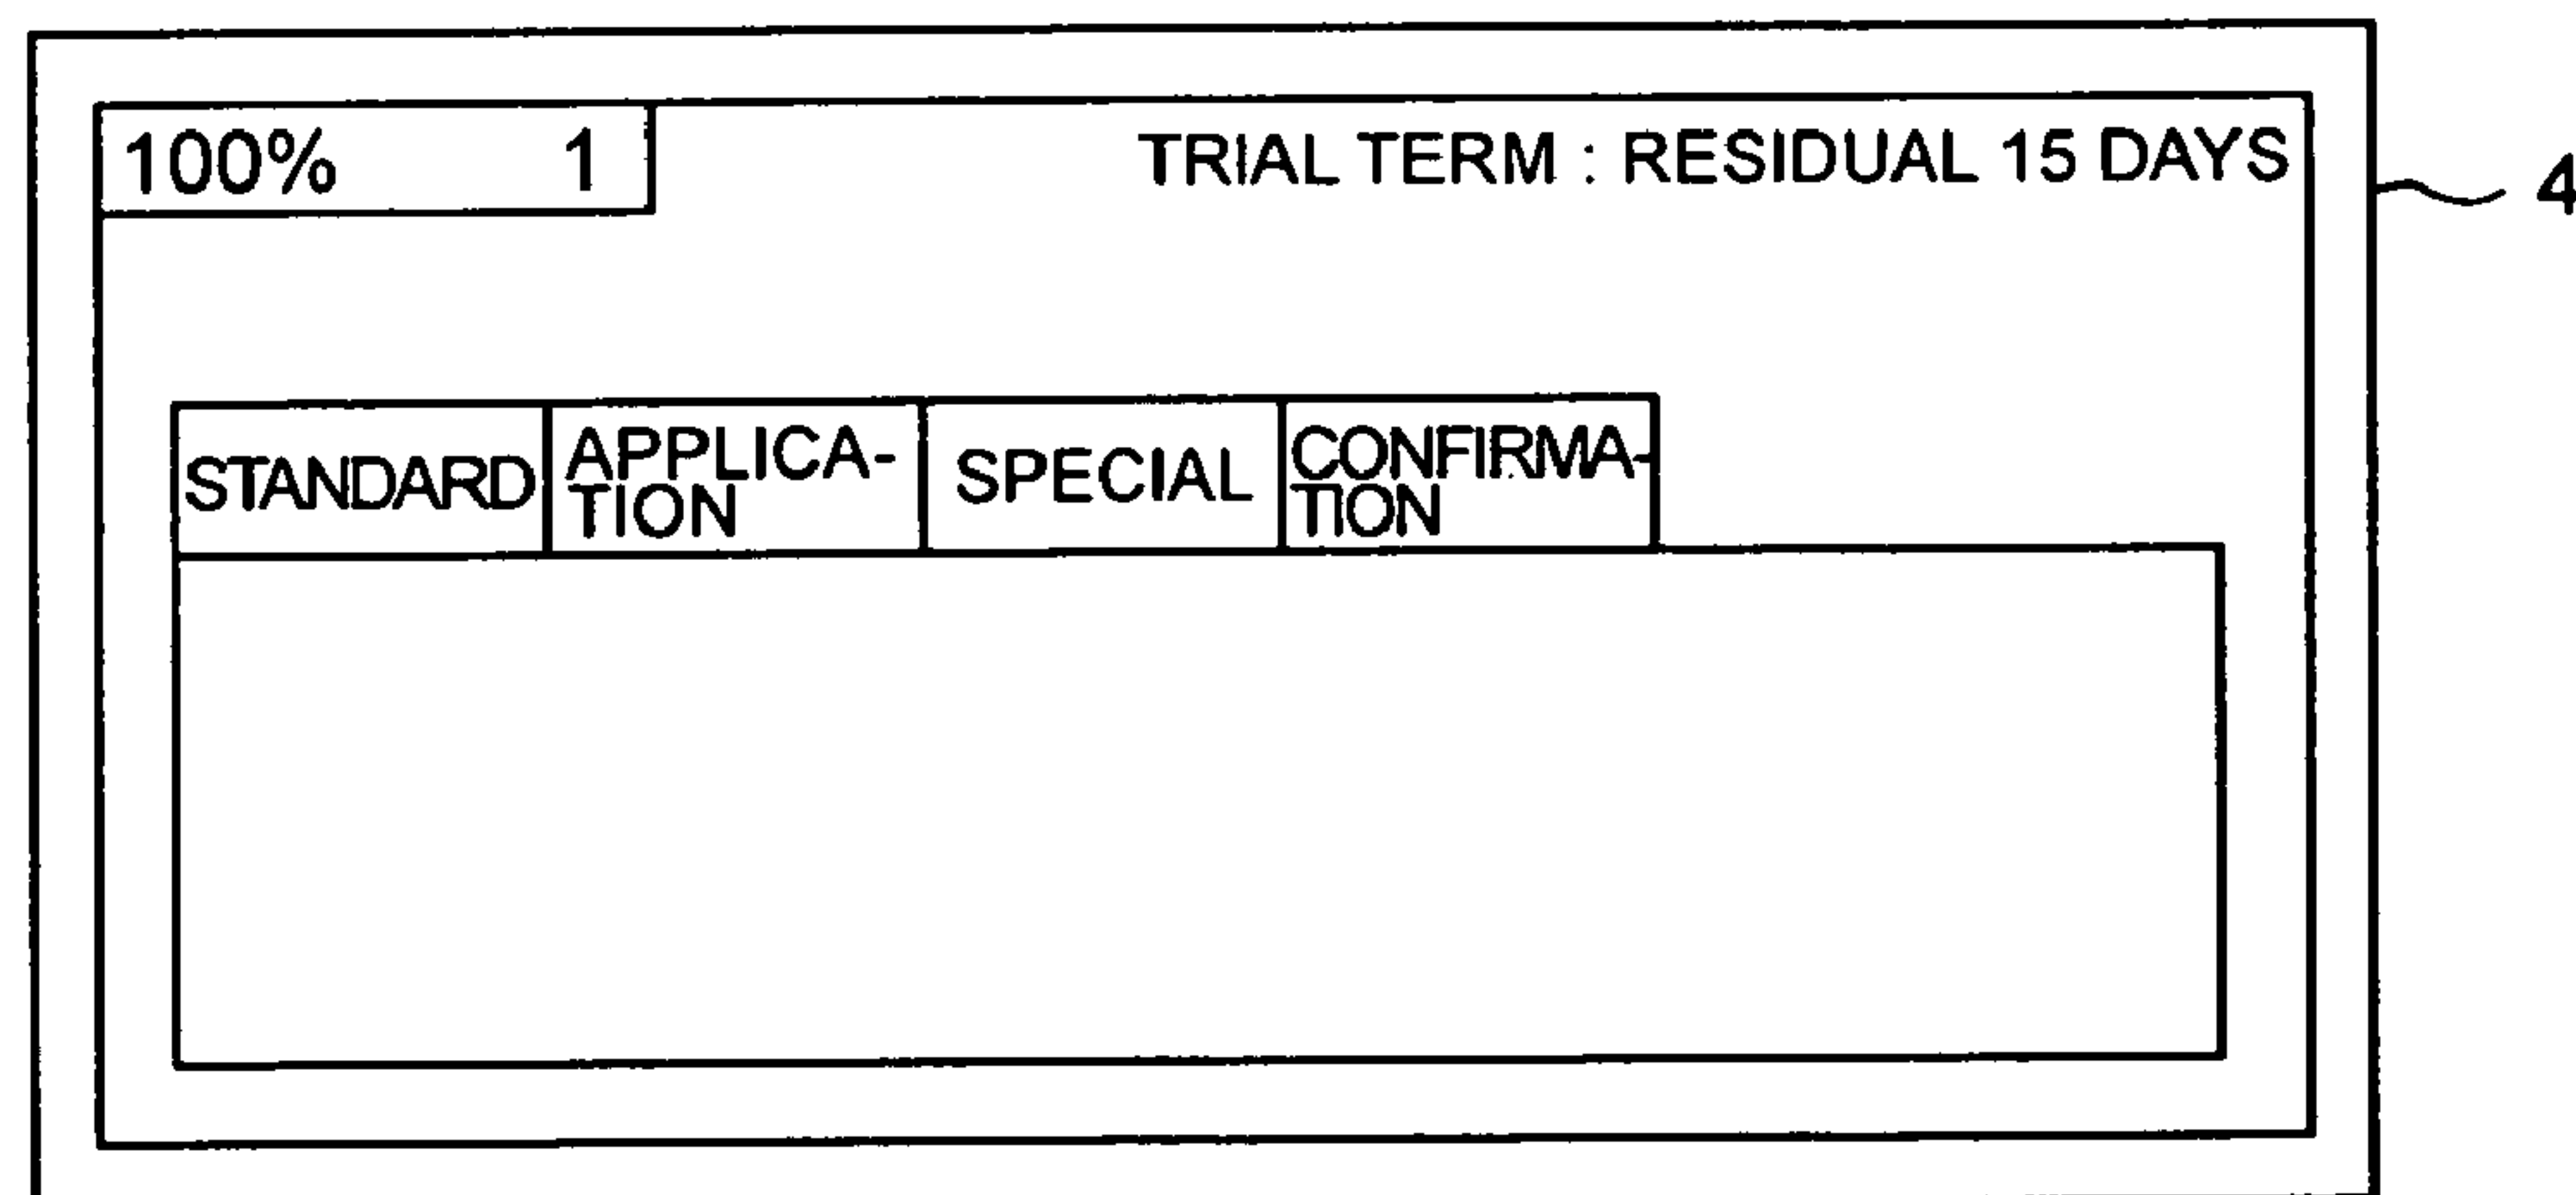 100% 1
TRIAL TERM : RESIDUAL 15 DAYS
4
STANDARD
APPLICA-
TION
SPECIAL
CONFIRMA-
TION